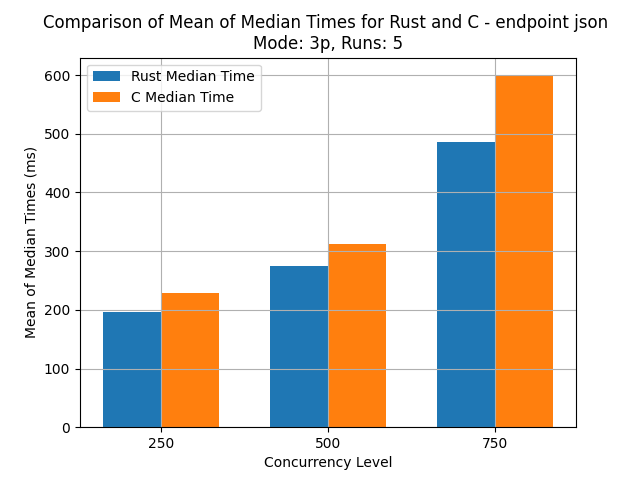 Comparison of Mean of Median Times for Rust and C - endpoint json
Mode: 3p, Runs: 5
Rust Median Time
C Median Time
Mean of Median Times (ms)
600
500
400
300
200
100
0
250
500
750
Concurrency Level